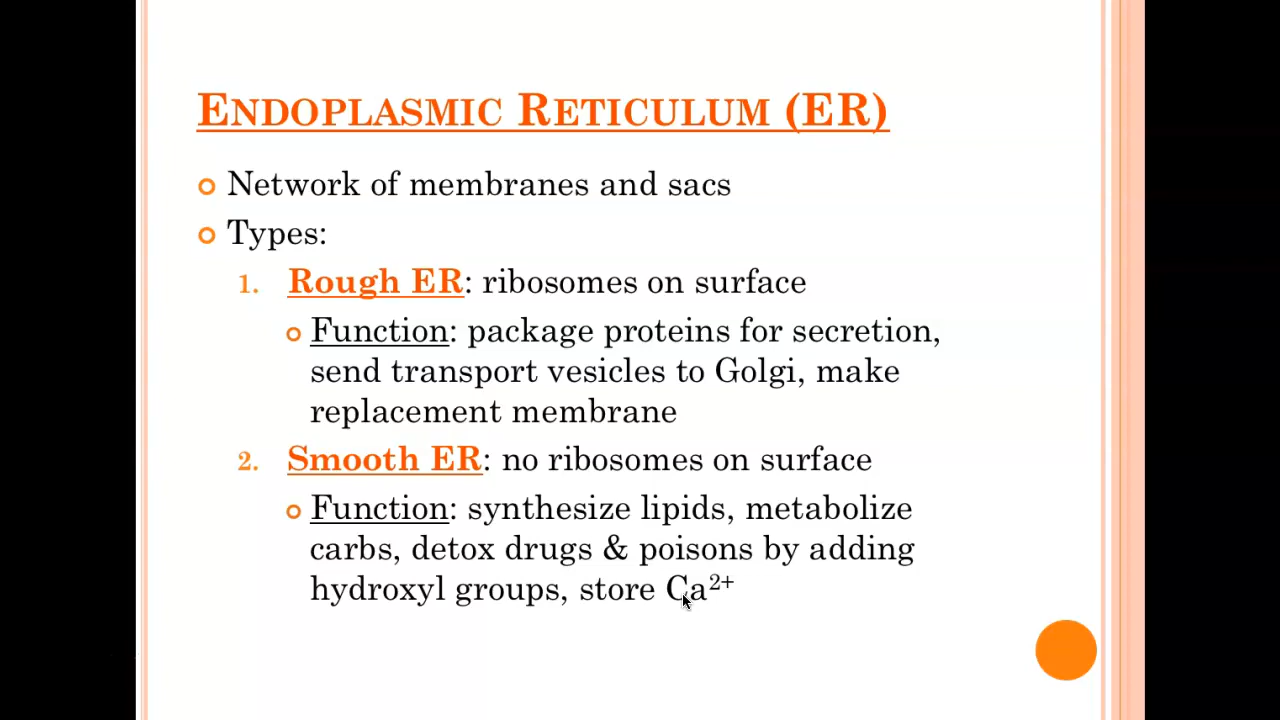 ENDOPLASMIC RETICULUM (ER)
Network of membranes and sacs
Types:
1. Rough ER: ribosomes on surface
Function: package proteins for secretion,
send transport vesicles to Golgi, make
replacement membrane
2. Smooth ER: no ribosomes on surface
Function: synthesize lipids, metabolize
carbs, detox drugs & poisons by adding
hydroxyl groups, store Ca²⁺